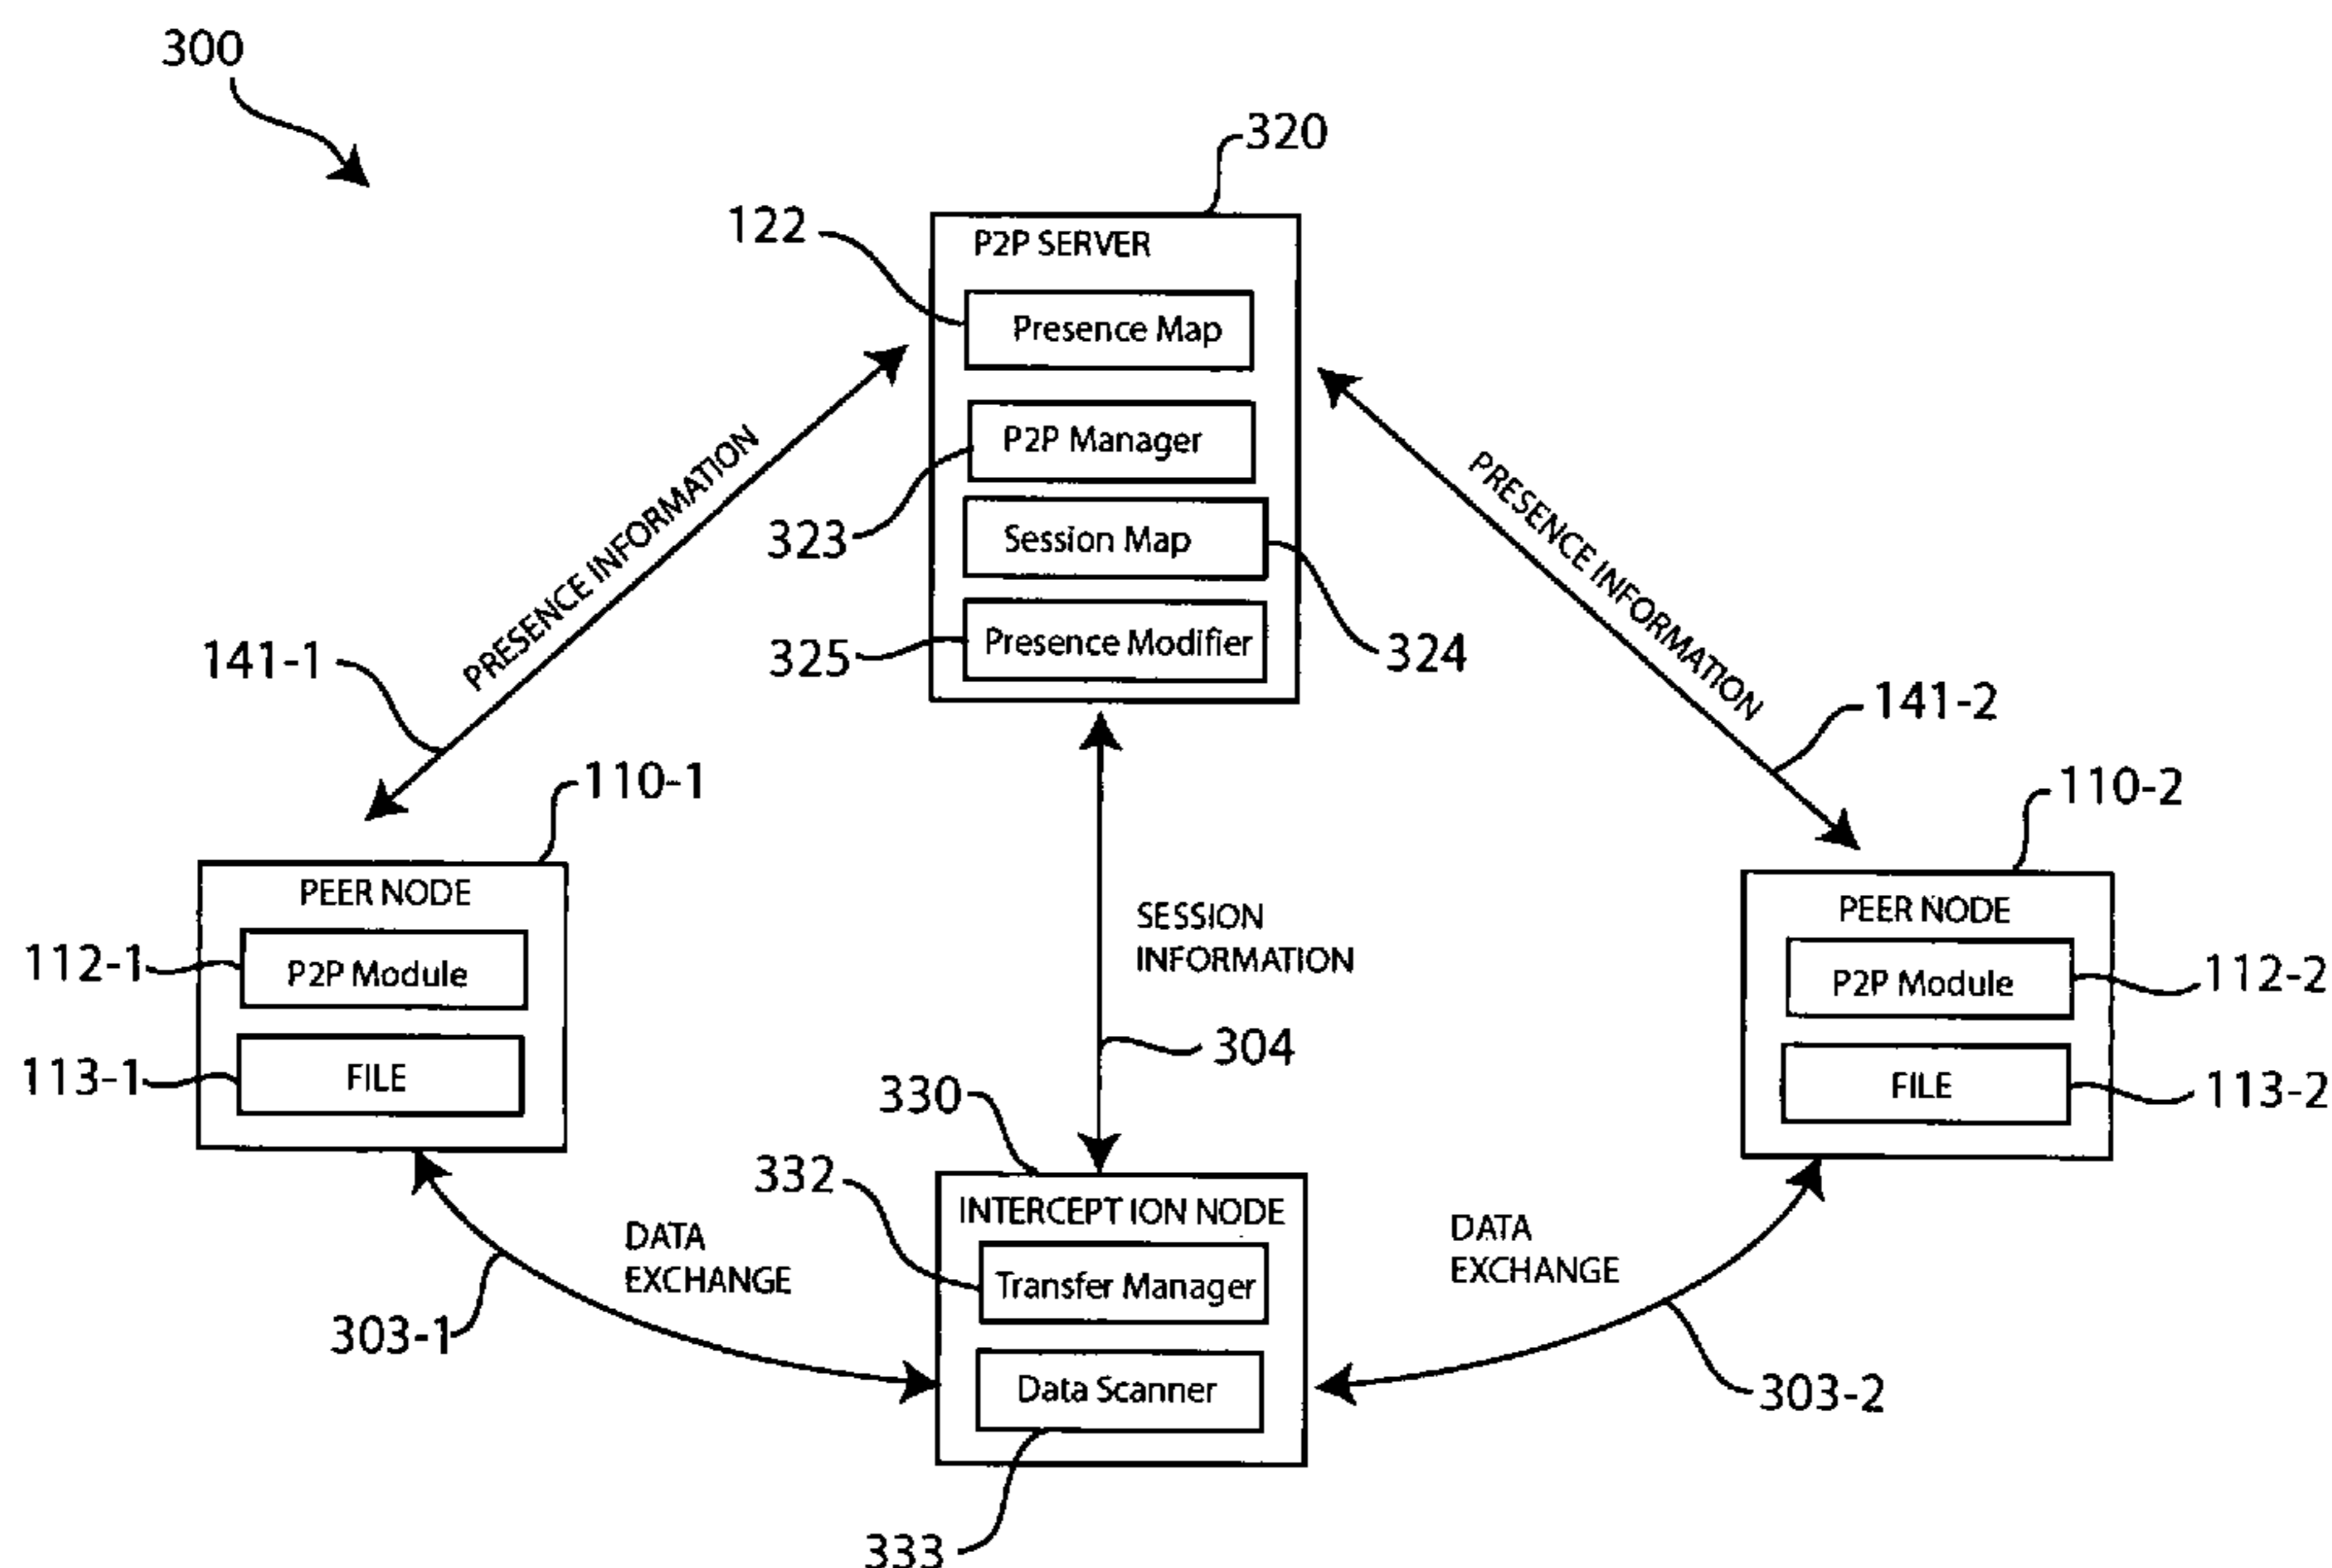 300
320
P2P SERVER
122
Presence Map
P2P Manager
323
Session Map
324
325
Presence Modifier
PRESENCE INFORMATION
141-1
PRESENCE INFORMATION
141-2
110-1
PEER NODE
112-1
P2P Module
113-1
FILE
110-2
PEER NODE
P2P Module
112-2
FILE
113-2
SESSION
INFORMATION
304
330
INTERCEPT ION NODE
332
Transfer Manager
Data Scanner
333
DATA
EXCHANGE
303-1
DATA
EXCHANGE
303-2